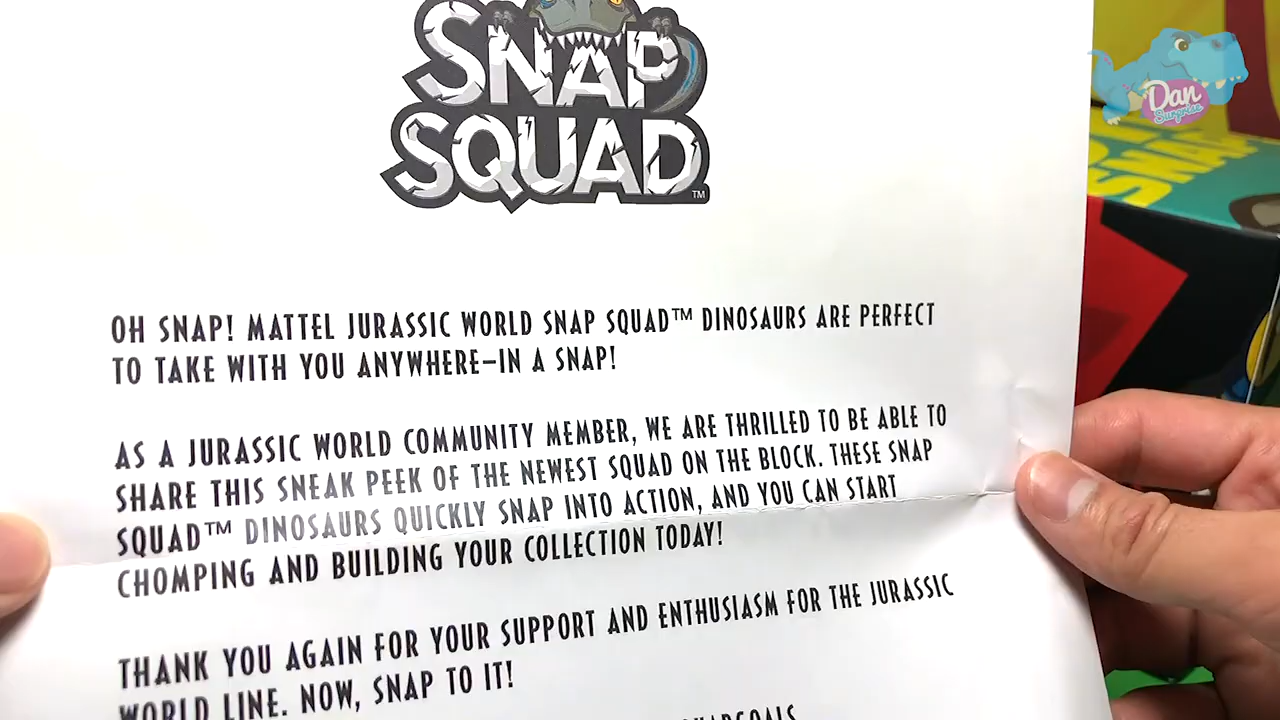 SNAP
SQUAD™
Dan
Surprise
SNAP
OH SNAP! MATTEL JURASSIC WORLD SNAP SQUAD™ DINOSAURS ARE PERFECT
TO TAKE WITH YOU ANYWHERE–IN A SNAP!
AS A JURASSIC WORLD COMMUNITY MEMBER, WE ARE THRILLED TO BE ABLE TO
SHARE THIS SNEAK PEEK OF THE NEWEST SQUAD ON THE BLOCK. THESE SNAP
SQUAD™ DINOSAURS QUICKLY SNAP INTO ACTION, AND YOU CAN START
CHOMPING AND BUILDING YOUR COLLECTION TODAY!
THANK YOU AGAIN FOR YOUR SUPPORT AND ENTHUSIASM FOR THE JURASSIC
WORLD LINE. NOW, SNAP TO IT!